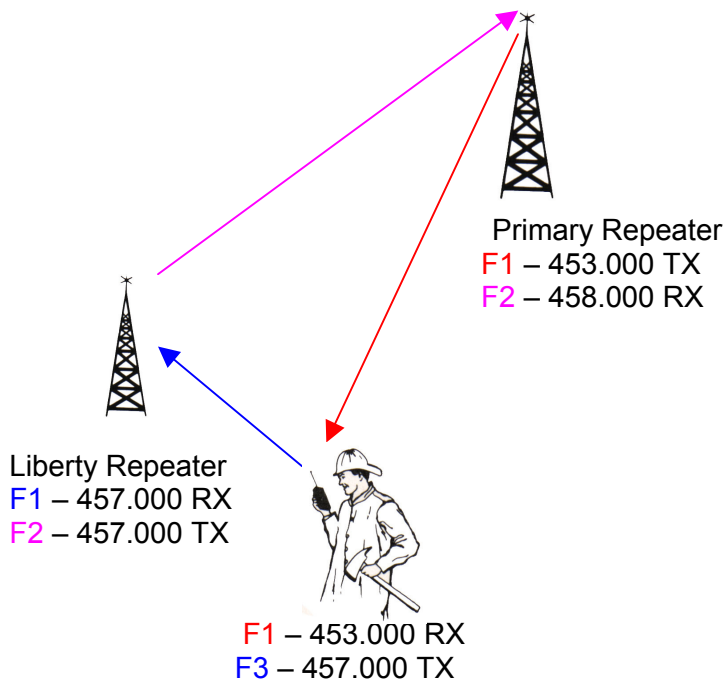 Primary Repeater
F1 – 453.000 TX
F2 – 458.000 RX
Liberty Repeater
F1 – 457.000 RX
F2 – 457.000 TX
F1 – 453.000 RX
F3 – 457.000 TX